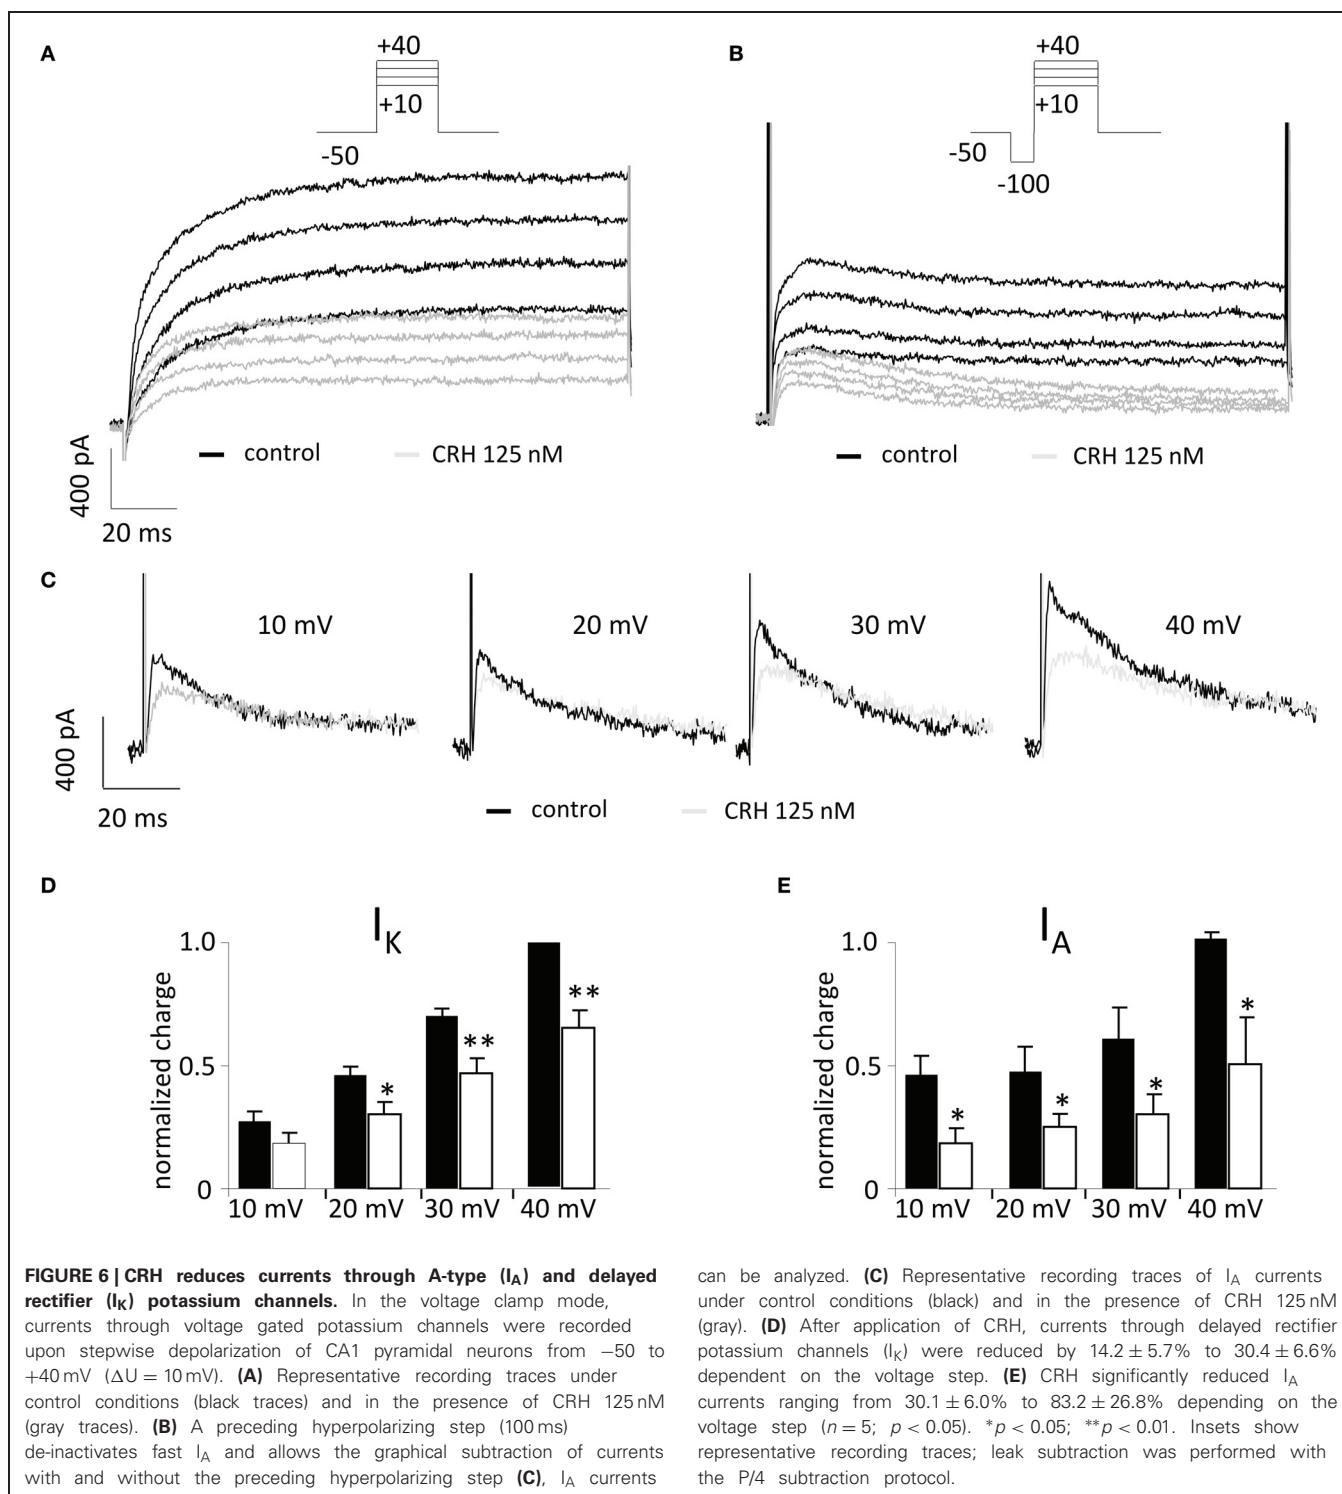 A
+40
+10
-50
control
CRH 125 nM
400 pA
20 ms
B
+40
+10
-50
-100
control
CRH 125 nM
C
10 mV
20 mV
30 mV
40 mV
400 pA
20 ms
control
CRH 125 nM
D
I_K
normalized charge
1.0
0.5
0
*
**
**
10 mV
20 mV
30 mV
40 mV
E
I_A
normalized charge
1.0
0.5
0
*
*
*
*
10 mV
20 mV
30 mV
40 mV
FIGURE 6 | CRH reduces currents through A-type (I_A) and delayed
rectifier (I_K) potassium channels. In the voltage clamp mode,
currents through voltage gated potassium channels were recorded
upon stepwise depolarization of CA1 pyramidal neurons from −50 to
+40 mV (ΔU = 10 mV). (A) Representative recording traces under
control conditions (black traces) and in the presence of CRH 125 nM
(gray traces). (B) A preceding hyperpolarizing step (100 ms)
de-inactivates fast I_A and allows the graphical subtraction of currents
with and without the preceding hyperpolarizing step (C), I_A currents
can be analyzed. (C) Representative recording traces of I_A currents
under control conditions (black) and in the presence of CRH 125 nM
(gray). (D) After application of CRH, currents through delayed rectifier
potassium channels (I_K) were reduced by 14.2 ± 5.7% to 30.4 ± 6.6%
dependent on the voltage step. (E) CRH significantly reduced I_A
currents ranging from 30.1 ± 6.0% to 83.2 ± 26.8% depending on the
voltage step (n = 5; p < 0.05). *p < 0.05; **p < 0.01. Insets show
representative recording traces; leak subtraction was performed with
the P/4 subtraction protocol.